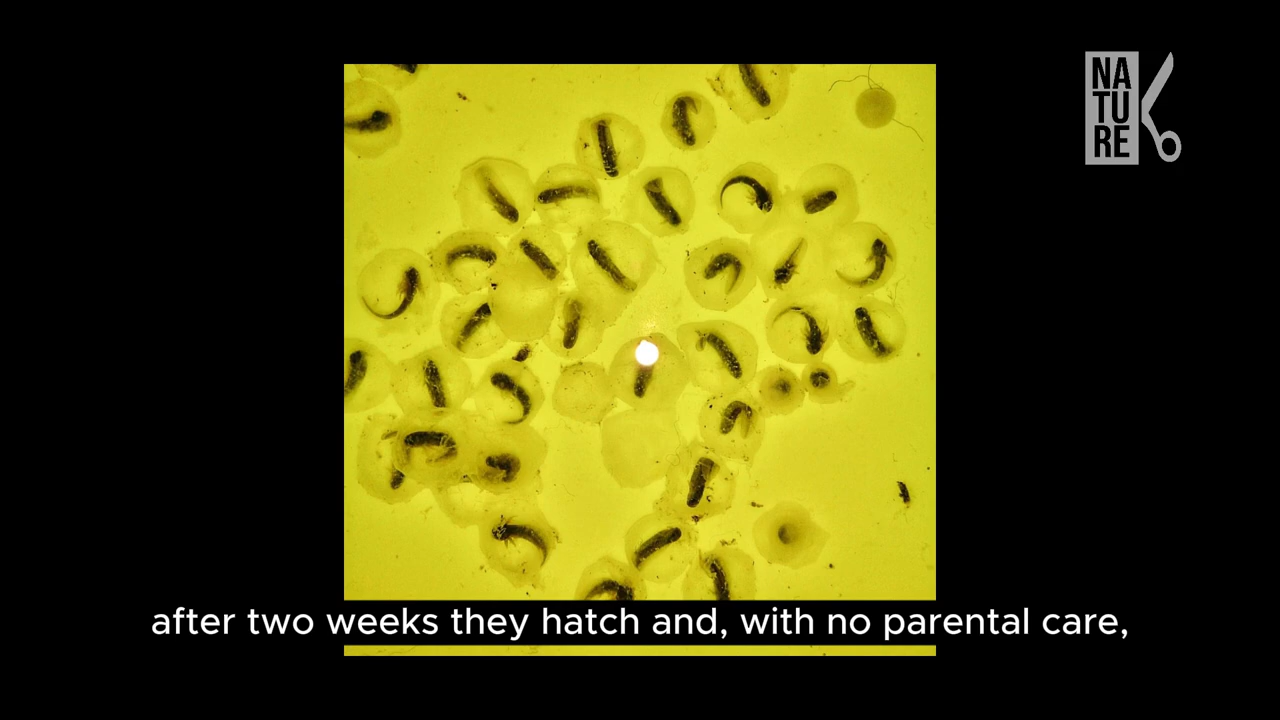 NA
TU
RE
after two weeks they hatch and, with no parental care,